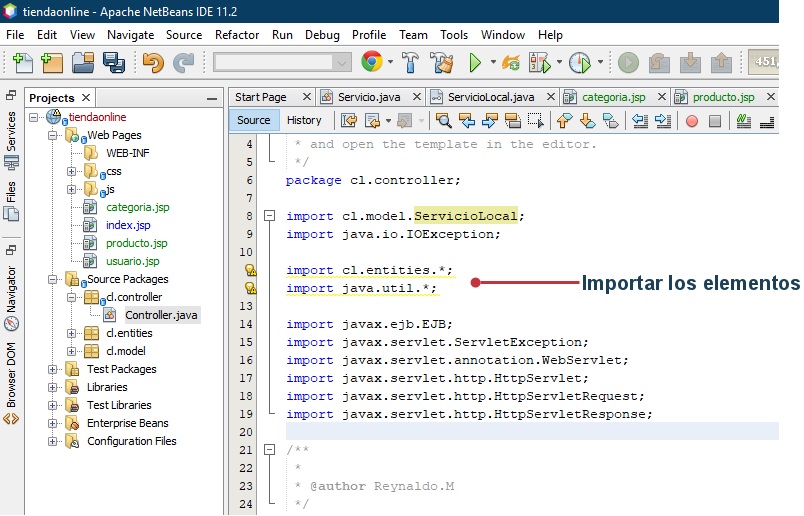 tiendaonline - Apache NetBeans IDE 11.2
File Edit View Navigate Source Refactor Run Debug Profile Team Tools Window Help
451,
Projects
Start Page Servicio.java ServicioLocal.java categoria.jsp producto.jsp
Source History
Services
Files
Navigator
Browser DOM
tiendaonline
Web Pages
WEB-INF
css
js
categoria.jsp
index.jsp
producto.jsp
usuario.jsp
Source Packages
cl.controller
Controller.java
cl.entities
cl.model
Test Packages
Libraries
Test Libraries
Enterprise Beans
Configuration Files
4 * and open the template in the editor.
5 */
6 package cl.controller;
7
8 import cl.model.ServicioLocal;
9 import java.io.IOException;
10
import cl.entities.*;
import java.util.*;
Importar los elementos
13
14 import javax.ejb.EJB;
15 import javax.servlet.ServletException;
16 import javax.servlet.annotation.WebServlet;
17 import javax.servlet.http.HttpServlet;
18 import javax.servlet.http.HttpServletRequest;
19 import javax.servlet.http.HttpServletResponse;
20
21 /**
22 *
23 * @author Reynaldo.M
24 */